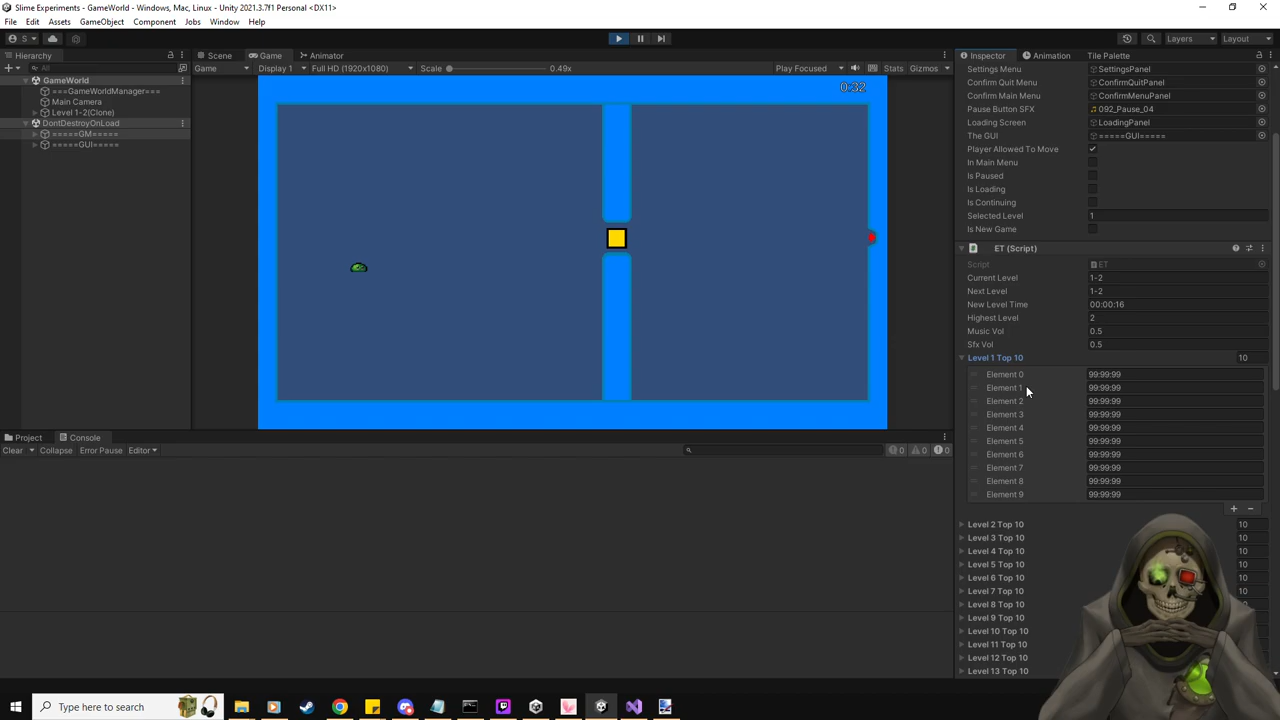 Slime Experiments - GameWorld - Windows, Mac, Linux - Unity 2021.3.7f1 Personal <DX11>
File Edit Assets GameObject Component Jobs Window Help
S Layers Layout
Hierarchy Scene Game Animator Inspector Animation Tile Palette
All Game Display 1 Full HD (1920x1080) Scale 0.49x Play Focused Stats Gizmos
GameWorld
===GameWorldManager===
Main Camera
Level 1-2(Clone)
DontDestroyOnLoad
=====GM=====
=====GUI=====
0:32
Settings Menu SettingsPanel
Confirm Quit Menu ConfirmQuitPanel
Confirm Main Menu ConfirmMenuPanel
Pause Button SFX 092_Pause_04
Loading Screen LoadingPanel
The GUI =====GUI=====
Player Allowed To Move
In Main Menu
Is Paused
Is Loading
Is Continuing
Selected Level 1
Is New Game
ET (Script)
Script ET
Current Level 1-2
Next Level 1-2
New Level Time 00:00:16
Highest Level 2
Music Vol 0.5
Sfx Vol 0.5
Level 1 Top 10 10
Element 0 99:99:99
Element 1 99:99:99
Element 2 99:99:99
Element 3 99:99:99
Element 4 99:99:99
Element 5 99:99:99
Element 6 99:99:99
Element 7 99:99:99
Element 8 99:99:99
Element 9 99:99:99
+ -
Level 2 Top 10 10
Level 3 Top 10 10
Level 4 Top 10 10
Level 5 Top 10 10
Level 6 Top 10 10
Level 7 Top 10 10
Level 8 Top 10
Level 9 Top 10 10
Level 10 Top 10 10
Level 11 Top 10 10
Level 12 Top 10 10
Level 13 Top 10 10
Project Console
Clear Collapse Error Pause Editor 0 0 0
Type here to search